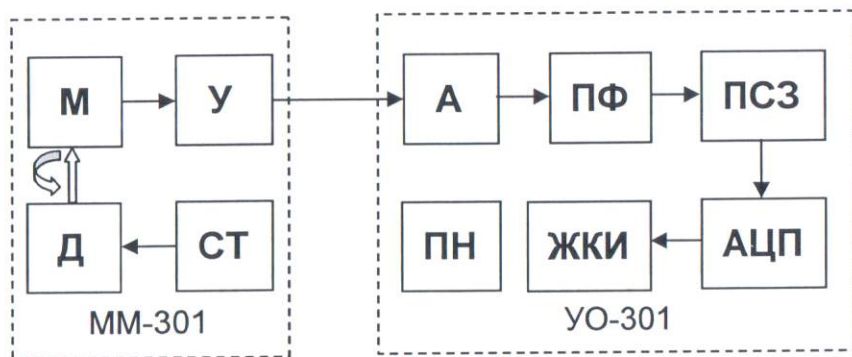 М У А ПФ ПСЗ
Д СТ ПН ЖКИ АЦП
ММ-301 УО-301